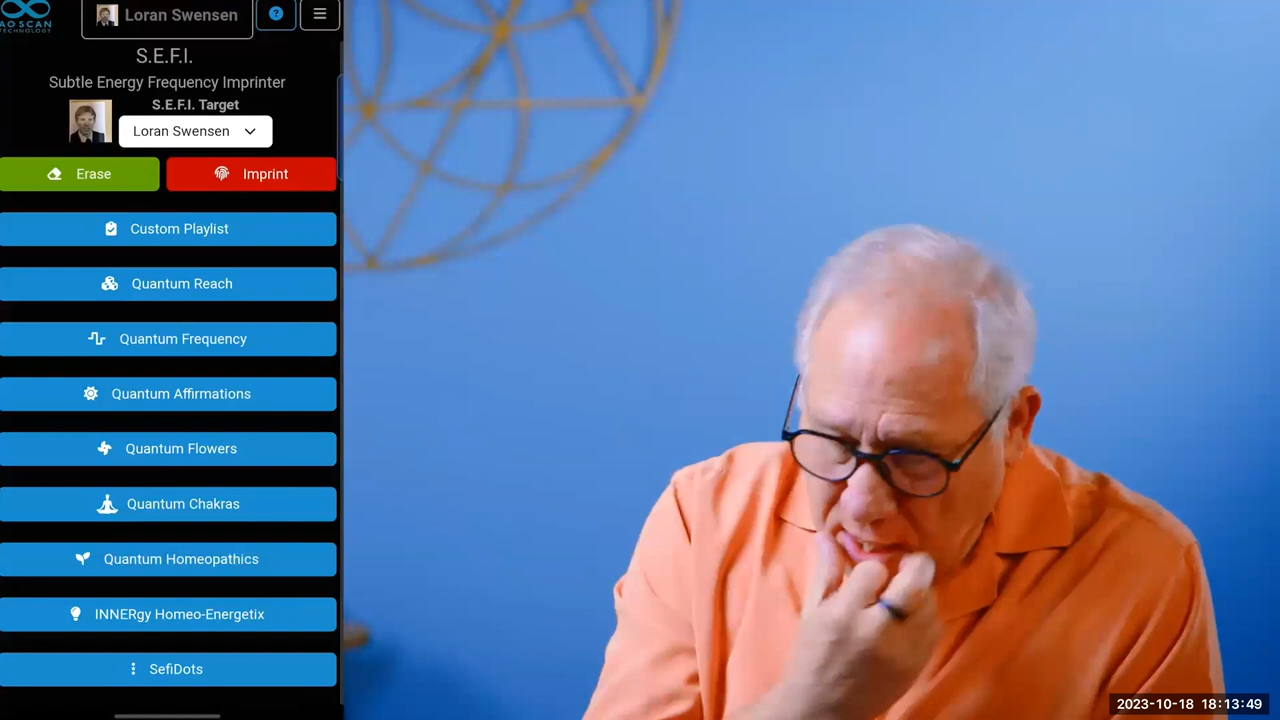 AO SCAN
TECHNOLOGY
Loran Swensen
?
S.E.F.I.
Subtle Energy Frequency Imprinter
S.E.F.I. Target
Loran Swensen
Erase
Imprint
Custom Playlist
Quantum Reach
Quantum Frequency
Quantum Affirmations
Quantum Flowers
Quantum Chakras
Quantum Homeopathics
INNERgy Homeo-Energetix
SefiDots
2023-10-18 18:13:49